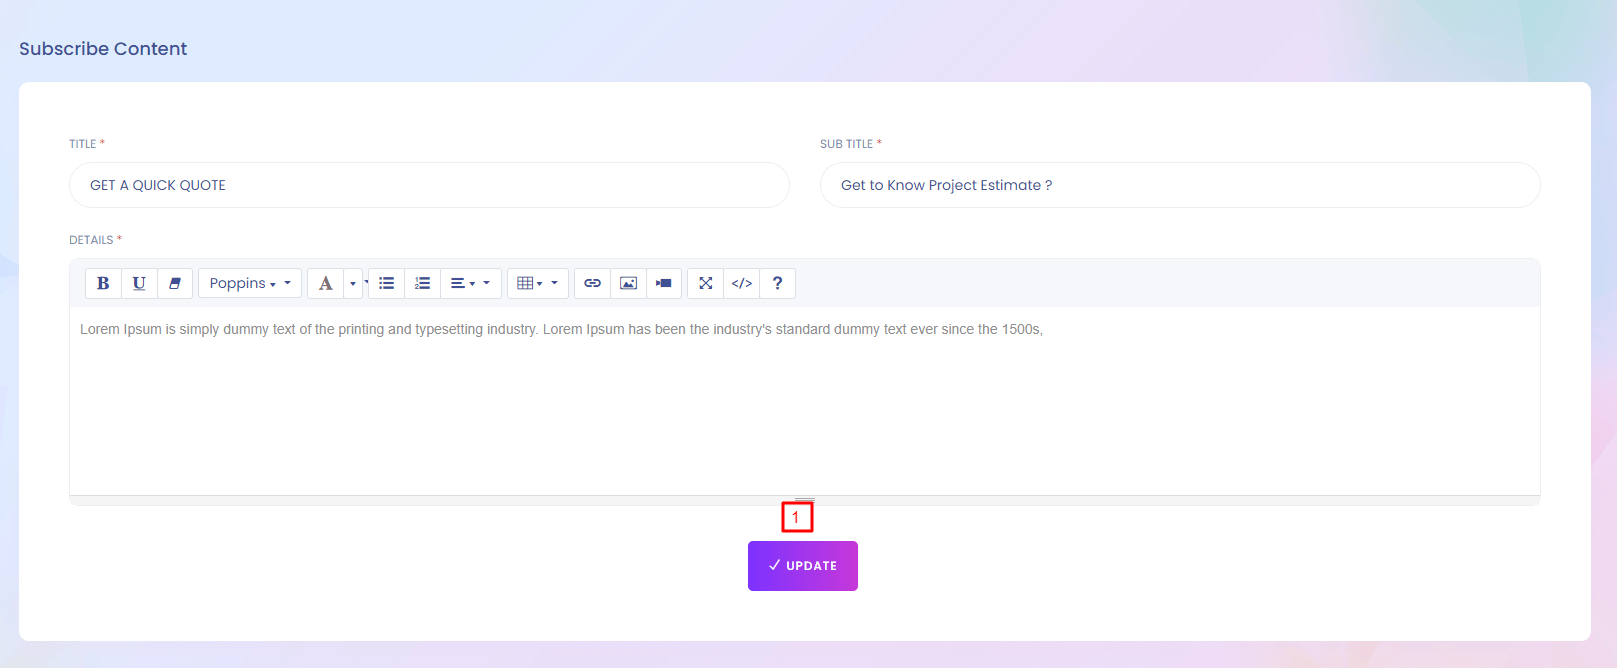 Subscribe Content
TITLE * SUB TITLE *
GET A QUICK QUOTE Get to Know Project Estimate ?
DETAILS *
B U Poppins A </> ?
Lorem Ipsum is simply dummy text of the printing and typesetting industry. Lorem Ipsum has been the industry's standard dummy text ever since the 1500s,
1
✓ UPDATE